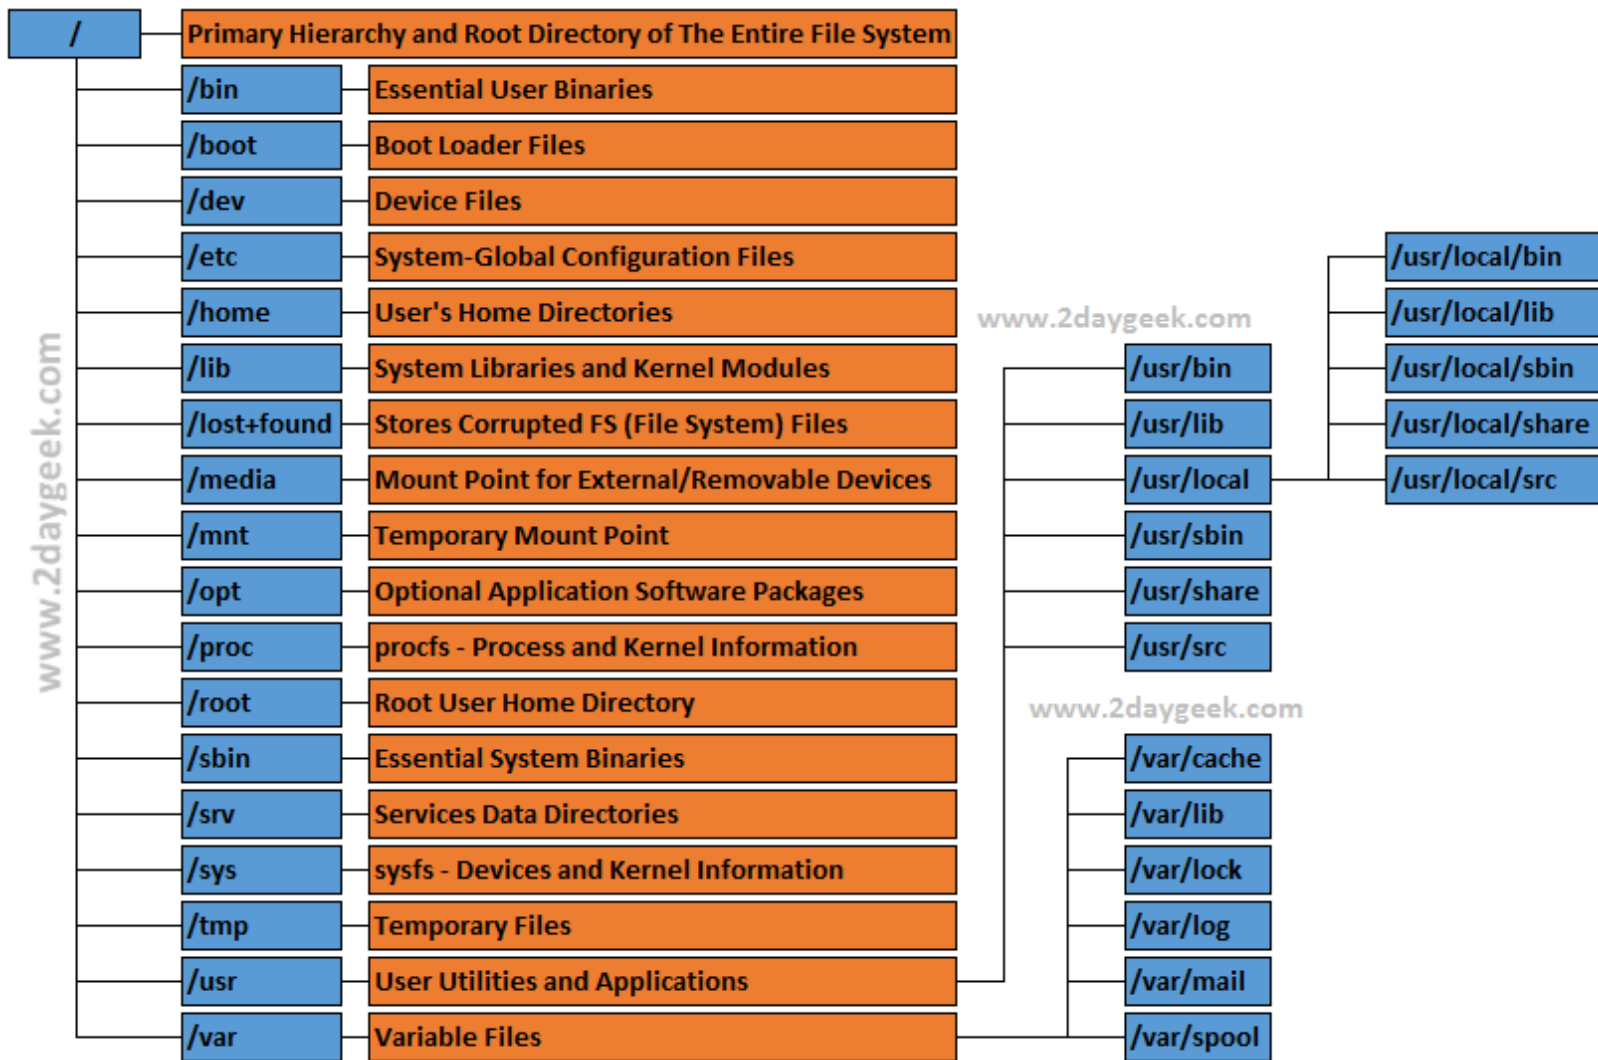 / Primary Hierarchy and Root Directory of The Entire File System
/bin Essential User Binaries
/boot Boot Loader Files
/dev Device Files
/etc System-Global Configuration Files
/home User's Home Directories
/lib System Libraries and Kernel Modules
/lost+found Stores Corrupted FS (File System) Files
/media Mount Point for External/Removable Devices
/mnt Temporary Mount Point
/opt Optional Application Software Packages
/proc procfs - Process and Kernel Information
/root Root User Home Directory
/sbin Essential System Binaries
/srv Services Data Directories
/sys sysfs - Devices and Kernel Information
/tmp Temporary Files
/usr User Utilities and Applications
/var Variable Files
www.2daygeek.com
www.2daygeek.com
/usr/bin
/usr/lib
/usr/local
/usr/sbin
/usr/share
/usr/src
/usr/local/bin
/usr/local/lib
/usr/local/sbin
/usr/local/share
/usr/local/src
www.2daygeek.com
/var/cache
/var/lib
/var/lock
/var/log
/var/mail
/var/spool